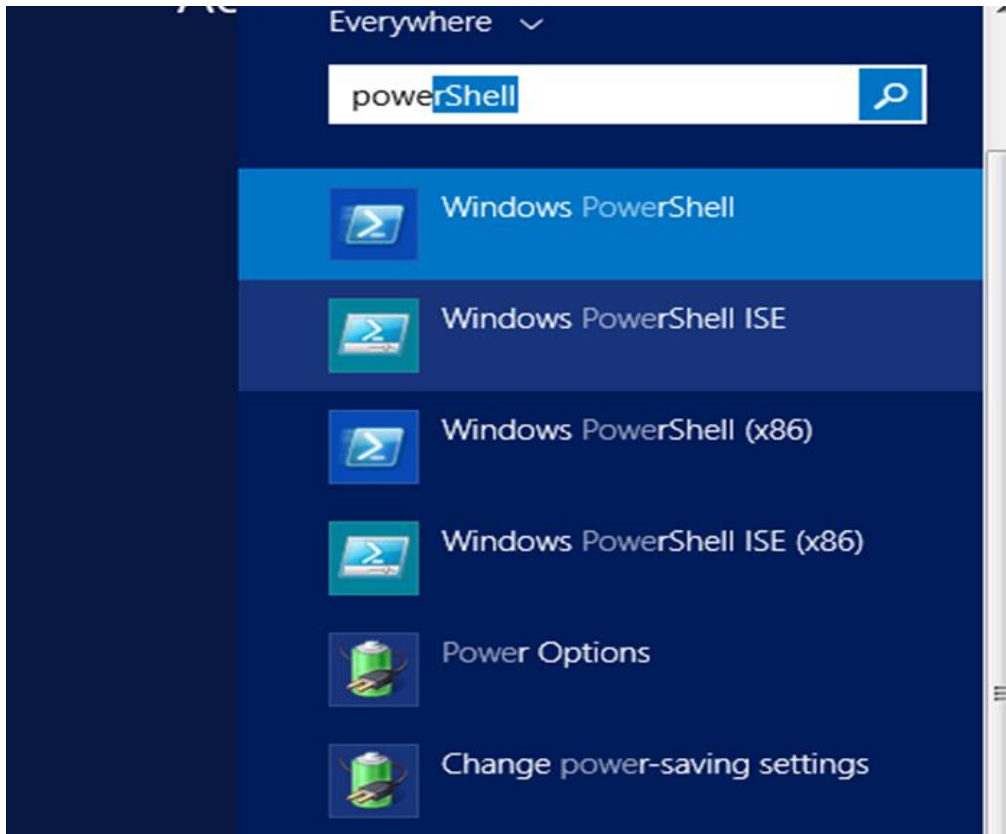 Everywhere
powerShell
Windows PowerShell
Windows PowerShell ISE
Windows PowerShell (x86)
Windows PowerShell ISE (x86)
Power Options
Change power-saving settings